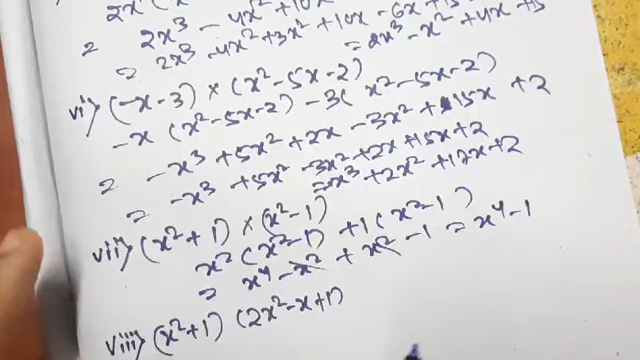 2x³ - 4x² + 10x
= 2x³ - 4x² + 3x² + 10x - 6x + 15
= 2x³ - x² + 4x + 15
vi) (-x-3) × (x²-5x-2)
-x (x²-5x-2) -3( x²-5x-2)
= -x³ + 5x² + 2x - 3x² + 15x + 2
= -x³ + 5x² - 3x² + 2x + 15x + 2
= -x³ + 2x² + 17x + 2
vii) (x²+1) × (x²-1)
x² (x²-1) + 1 (x²-1)
= x⁴ - x² + x² - 1 = x⁴-1
viii) (x²+1) (2x²-x+1)